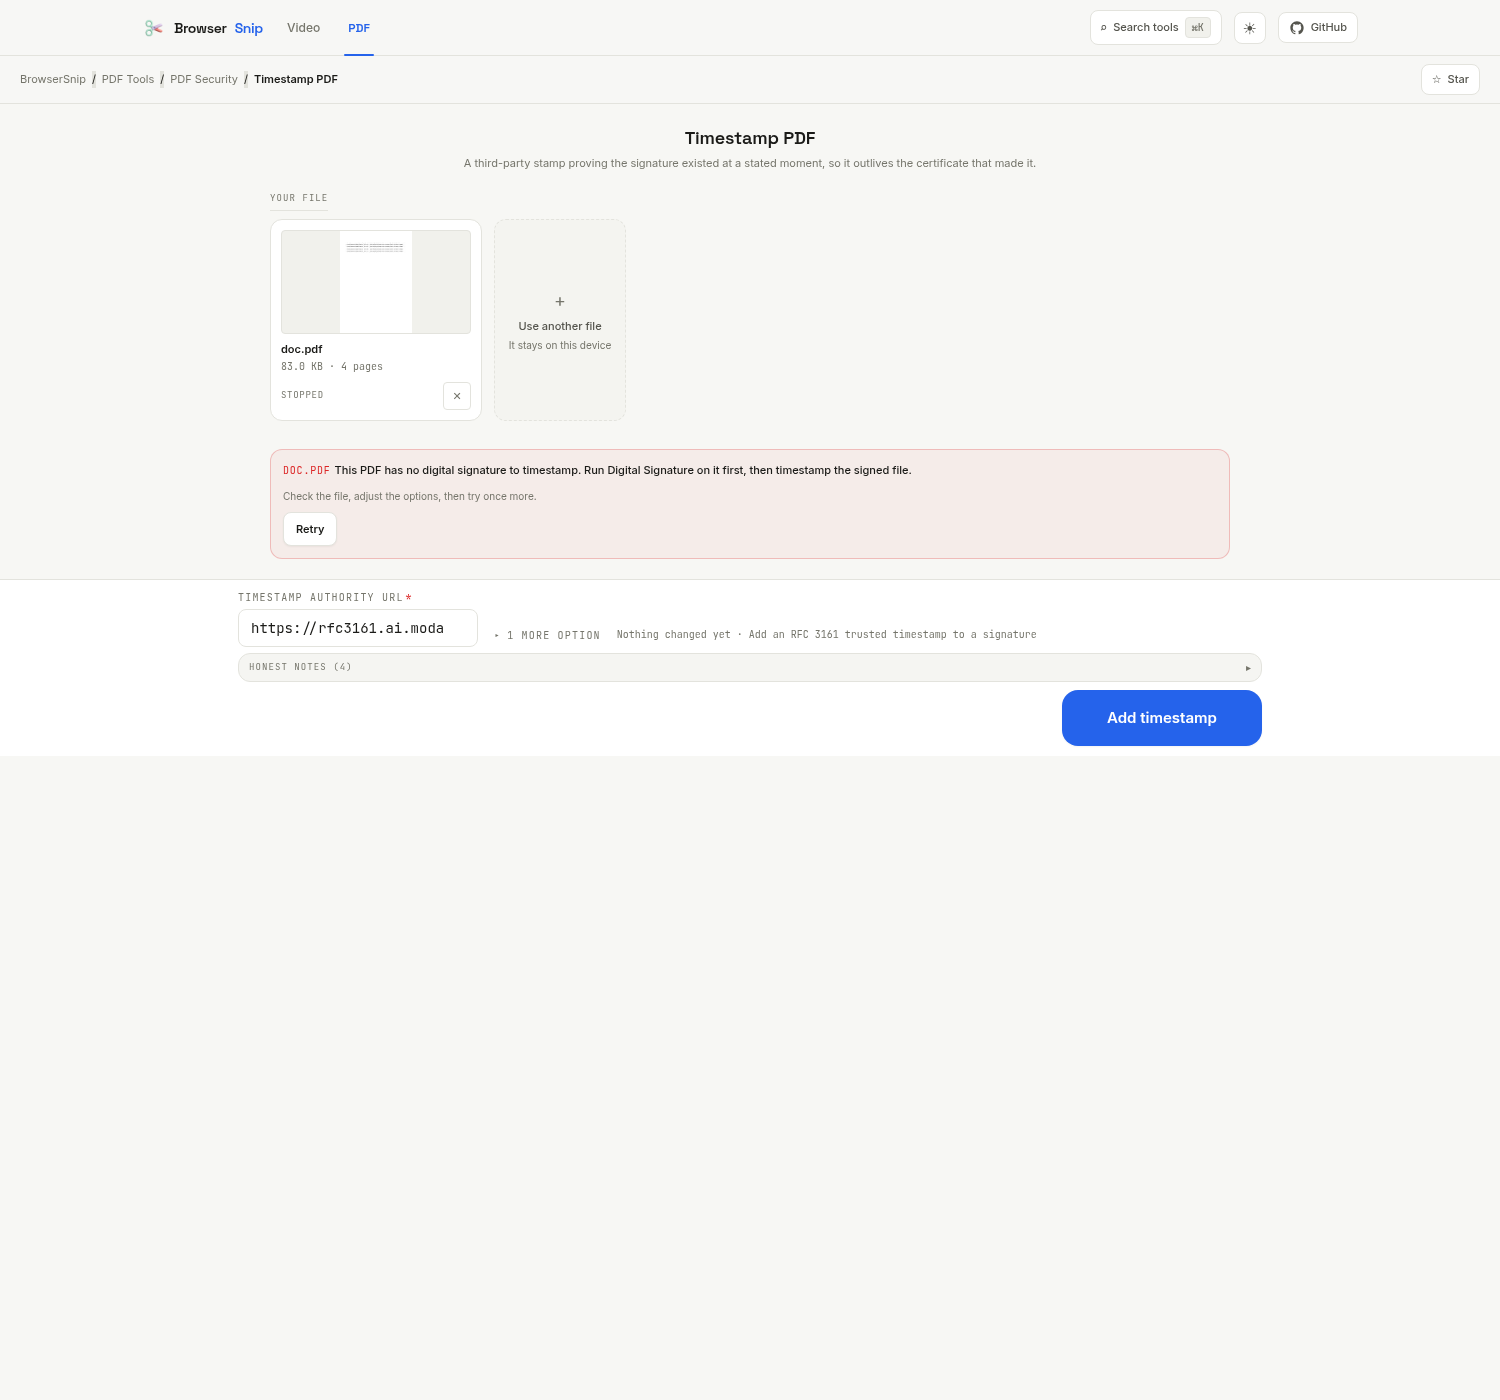 Browser Snip Video PDF Search tools ⌘K ☀ GitHub
BrowserSnip / PDF Tools / PDF Security / Timestamp PDF ☆ Star
Timestamp PDF
A third-party stamp proving the signature existed at a stated moment, so it outlives the certificate that made it.
YOUR FILE
+
Use another file
It stays on this device
doc.pdf
83.0 KB · 4 pages
STOPPED ×
DOC.PDF This PDF has no digital signature to timestamp. Run Digital Signature on it first, then timestamp the signed file.
Check the file, adjust the options, then try once more.
Retry
TIMESTAMP AUTHORITY URL*
https://rfc3161.ai.moda
▸ 1 MORE OPTION Nothing changed yet · Add an RFC 3161 trusted timestamp to a signature
HONEST NOTES (4) ▸
Add timestamp